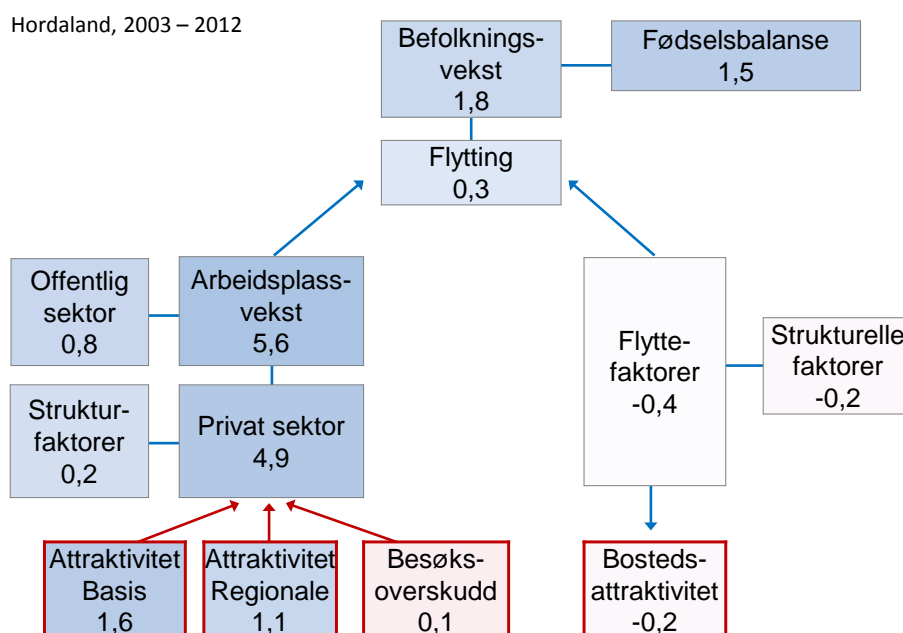 Hordaland, 2003 – 2012
Befolknings-
vekst
1,8
Fødselsbalanse
1,5
Flytting
0,3
Offentlig
sektor
0,8
Arbeidsplass-
vekst
5,6
Flytte-
faktorer
-0,4
Strukturelle
faktorer
-0,2
Struktur-
faktorer
0,2
Privat sektor
4,9
Attraktivitet
Basis
1,6
Attraktivitet
Regionale
1,1
Besøks-
overskudd
0,1
Bosteds-
attraktivitet
-0,2